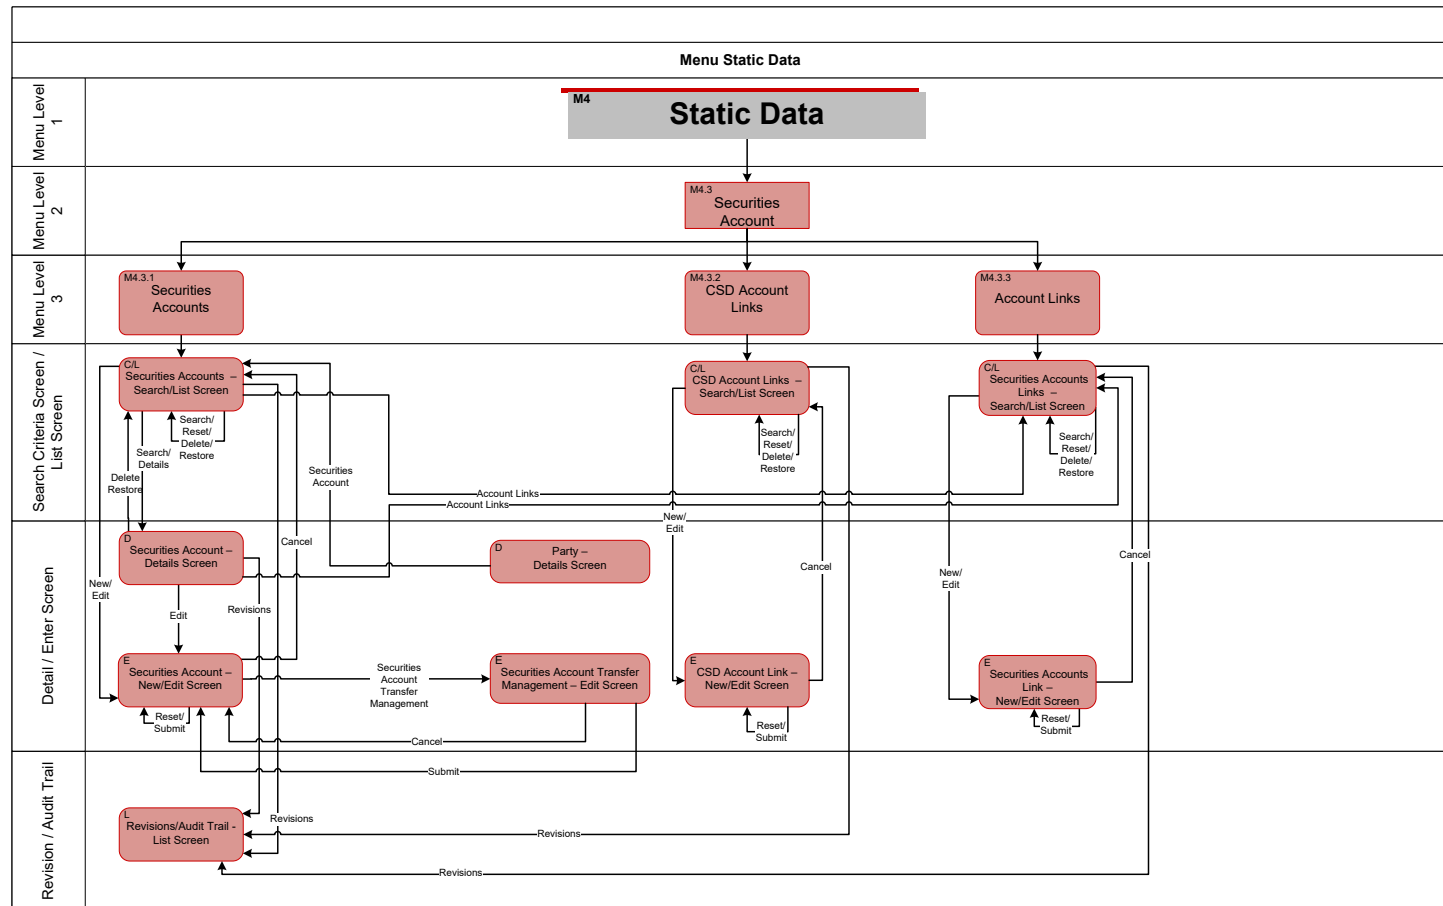 Menu Static Data
Menu Level
1
M4
Static Data
Menu Level
2
M4.3
Securities
Account
Menu Level
3
M4.3.1
Securities
Accounts
M4.3.2
CSD Account
Links
M4.3.3
Account Links
Search Criteria Screen /
List Screen
C/L
Securities Accounts –
Search/List Screen
C/L
CSD Account Links –
Search/List Screen
C/L
Securities Accounts
Links –
Search/List Screen
Search/
Reset/
Delete/
Restore
Search/
Details
Delete
Restore
Securities
Account
Search/
Reset/
Delete/
Restore
Search/
Reset/
Delete/
Restore
Account Links
Account Links
New/
Edit
Detail / Enter Screen
D
Securities Account –
Details Screen
Cancel
D
Party –
Details Screen
Cancel
Cancel
New/
Edit
New/
Edit
Edit
Revisions
E
Securities Account –
New/Edit Screen
Securities
Account
Transfer
Management
E
Securities Account Transfer
Management – Edit Screen
E
CSD Account Link –
New/Edit Screen
E
Securities Accounts
Link –
New/Edit Screen
Reset/
Submit
Reset/
Submit
Reset/
Submit
Cancel
Submit
Revision / Audit Trail
L
Revisions/Audit Trail -
List Screen
Revisions
Revisions
Revisions